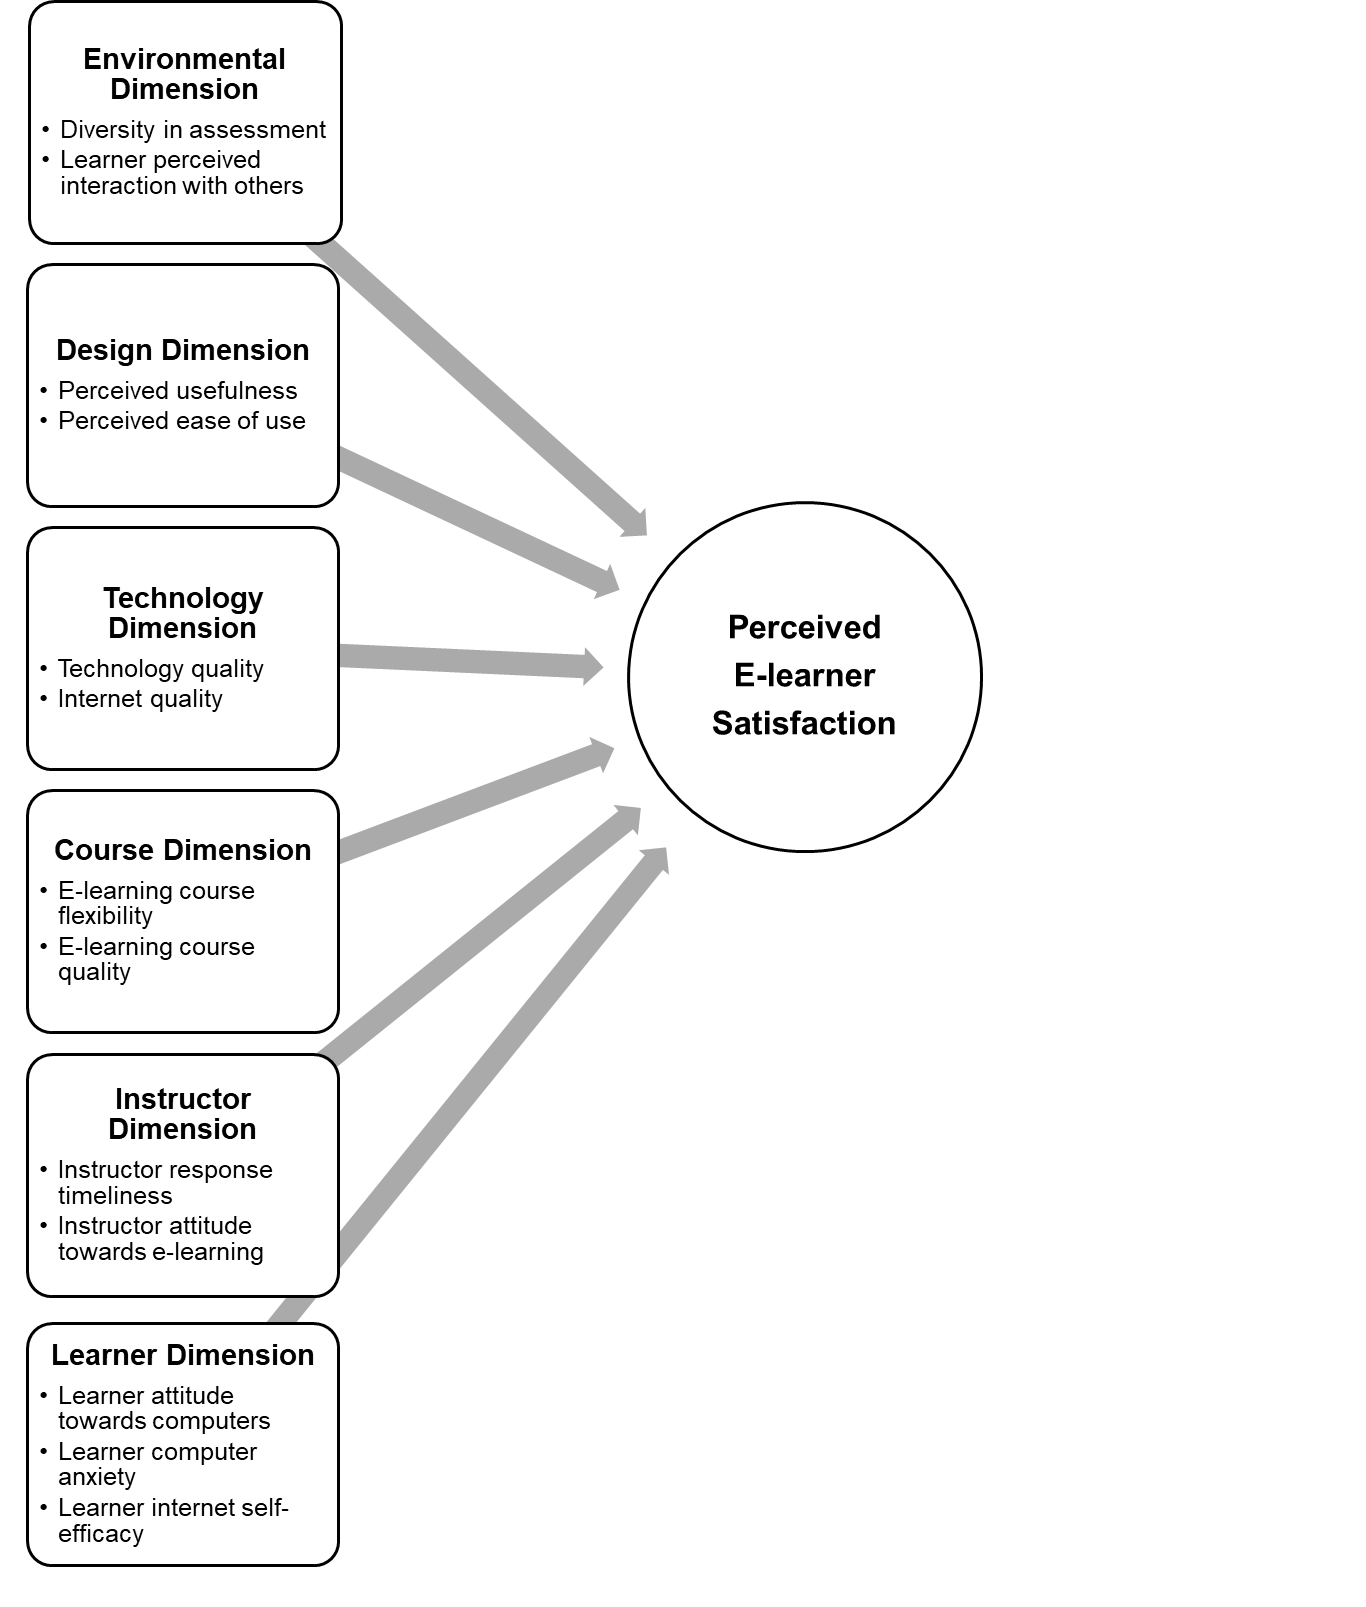 Environmental
Dimension
• Diversity in assessment
• Learner perceived
interaction with others
Design Dimension
• Perceived usefulness
• Perceived ease of use
Technology
Dimension
• Technology quality
• Internet quality
Course Dimension
• E-learning course
flexibility
• E-learning course
quality
Instructor
Dimension
• Instructor response
timeliness
• Instructor attitude
towards e-learning
Learner Dimension
• Learner attitude
towards computers
• Learner computer
anxiety
• Learner internet self-
efficacy
Perceived
E-learner
Satisfaction